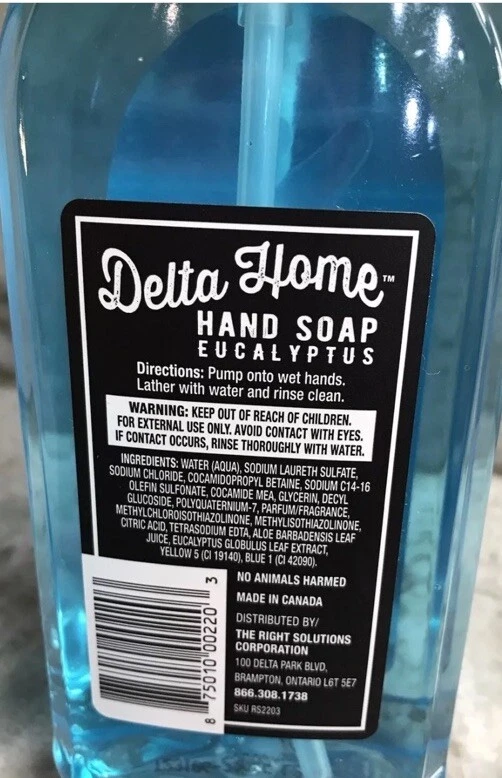 Delta Home™
HAND SOAP
EUCALYPTUS
Directions: Pump onto wet hands.
Lather with water and rinse clean.
WARNING: KEEP OUT OF REACH OF CHILDREN.
FOR EXTERNAL USE ONLY. AVOID CONTACT WITH EYES.
IF CONTACT OCCURS, RINSE THOROUGHLY WITH WATER.
INGREDIENTS: WATER (AQUA), SODIUM LAURETH SULFATE,
SODIUM CHLORIDE, COCAMIDOPROPYL BETAINE, SODIUM C14-16
OLEFIN SULFONATE, COCAMIDE MEA, GLYCERIN, DECYL
GLUCOSIDE, POLYQUATERNIUM-7, PARFUM/FRAGRANCE,
METHYLCHLOROISOTHIAZOLINONE, METHYLISOTHIAZOLINONE,
CITRIC ACID, TETRASODIUM EDTA, ALOE BARBADENSIS LEAF
JUICE, EUCALYPTUS GLOBULUS LEAF EXTRACT,
YELLOW 5 (CI 19140), BLUE 1 (CI 42090).
8 75010 00220 3
NO ANIMALS HARMED
MADE IN CANADA
DISTRIBUTED BY/
THE RIGHT SOLUTIONS
CORPORATION
100 DELTA PARK BLVD,
BRAMPTON, ONTARIO L6T 5E7
866.308.1738
SKU RS2203